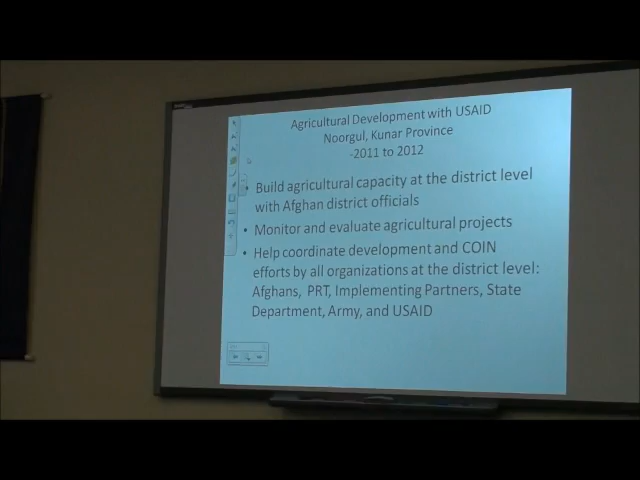 Agricultural Development with USAID
Noorgul, Kunar Province
-2011 to 2012
• Build agricultural capacity at the district level
with Afghan district officials
• Monitor and evaluate agricultural projects
• Help coordinate development and COIN
efforts by all organizations at the district level:
Afghans, PRT, Implementing Partners, State
Department, Army, and USAID